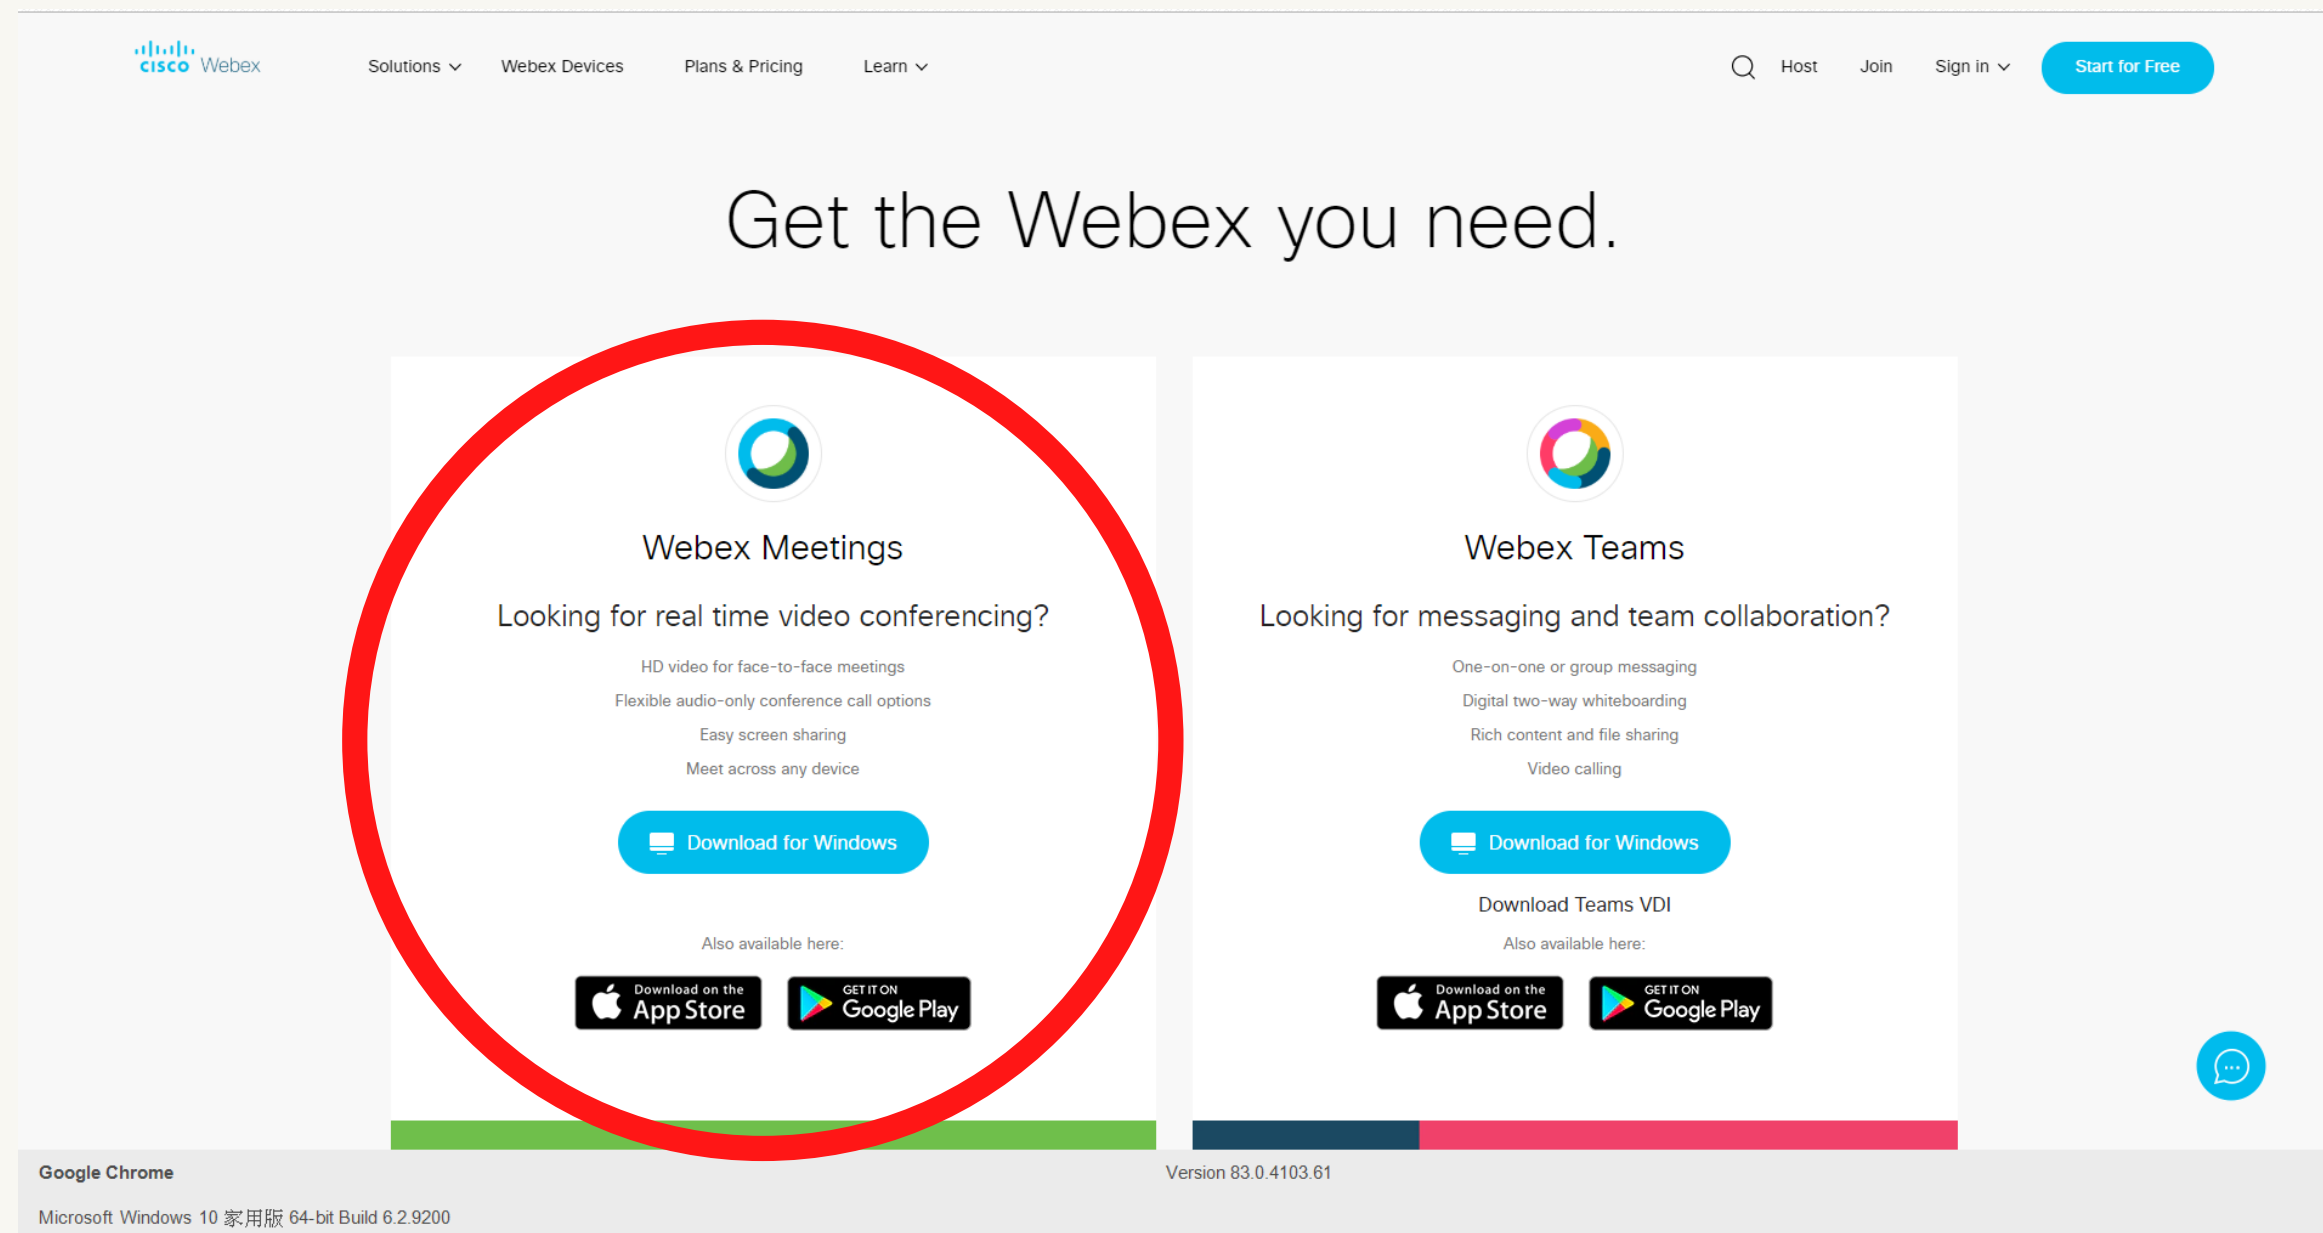 cisco Webex
Solutions
Webex Devices
Plans & Pricing
Learn
Host
Join
Sign in
Start for Free
Get the Webex you need.
Webex Meetings
Looking for real time video conferencing?
HD video for face-to-face meetings
Flexible audio-only conference call options
Easy screen sharing
Meet across any device
Download for Windows
Also available here:
Download on the
App Store
GET IT ON
Google Play
Webex Teams
Looking for messaging and team collaboration?
One-on-one or group messaging
Digital two-way whiteboarding
Rich content and file sharing
Video calling
Download for Windows
Download Teams VDI
Also available here:
Download on the
App Store
GET IT ON
Google Play
Google Chrome
Version 83.0.4103.61
Microsoft Windows 10 家用版 64-bit Build 6.2.9200